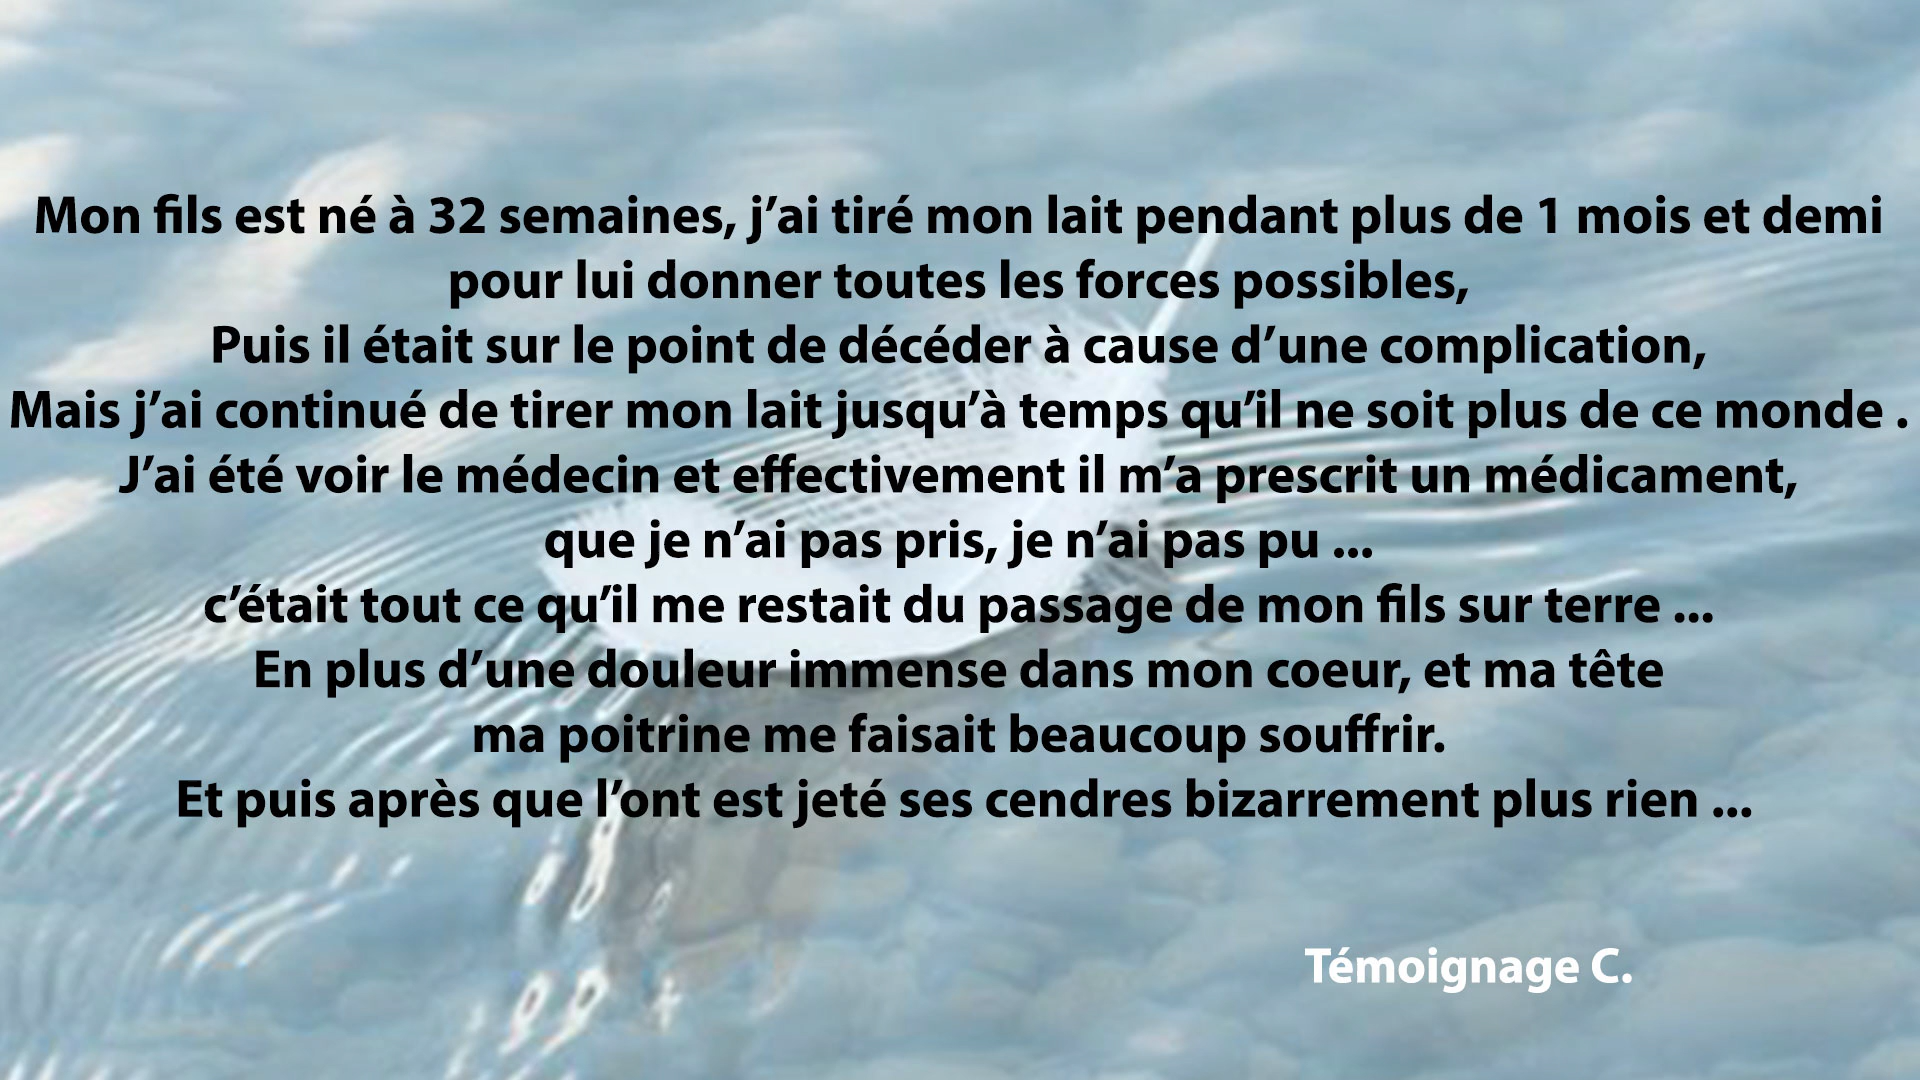 Mon fils est né à 32 semaines, j’ai tiré mon lait pendant plus de 1 mois et demi
pour lui donner toutes les forces possibles,
Puis il était sur le point de décéder à cause d’une complication,
Mais j’ai continué de tirer mon lait jusqu’à temps qu’il ne soit plus de ce monde .
J’ai été voir le médecin et effectivement il m’a prescrit un médicament,
que je n’ai pas pris, je n’ai pas pu ...
c’était tout ce qu’il me restait du passage de mon fils sur terre ...
En plus d’une douleur immense dans mon coeur, et ma tête
ma poitrine me faisait beaucoup souffrir.
Et puis après que l’ont est jeté ses cendres bizarrement plus rien ...
Témoignage C.